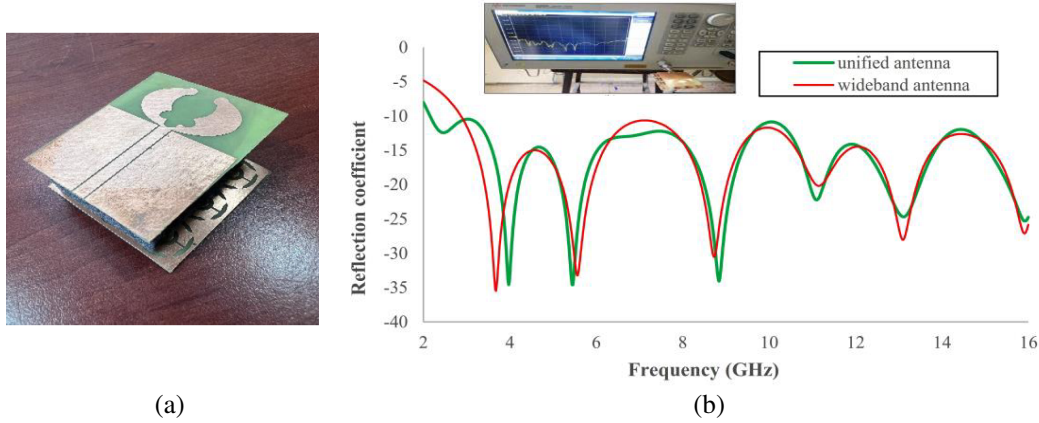 0
-5
-10
-15
-20
-25
-30
-35
-40
Reflection coefficient
unified antenna
wideband antenna
2
4
6
8
10
12
14
16
Frequency (GHz)
(a)
(b)